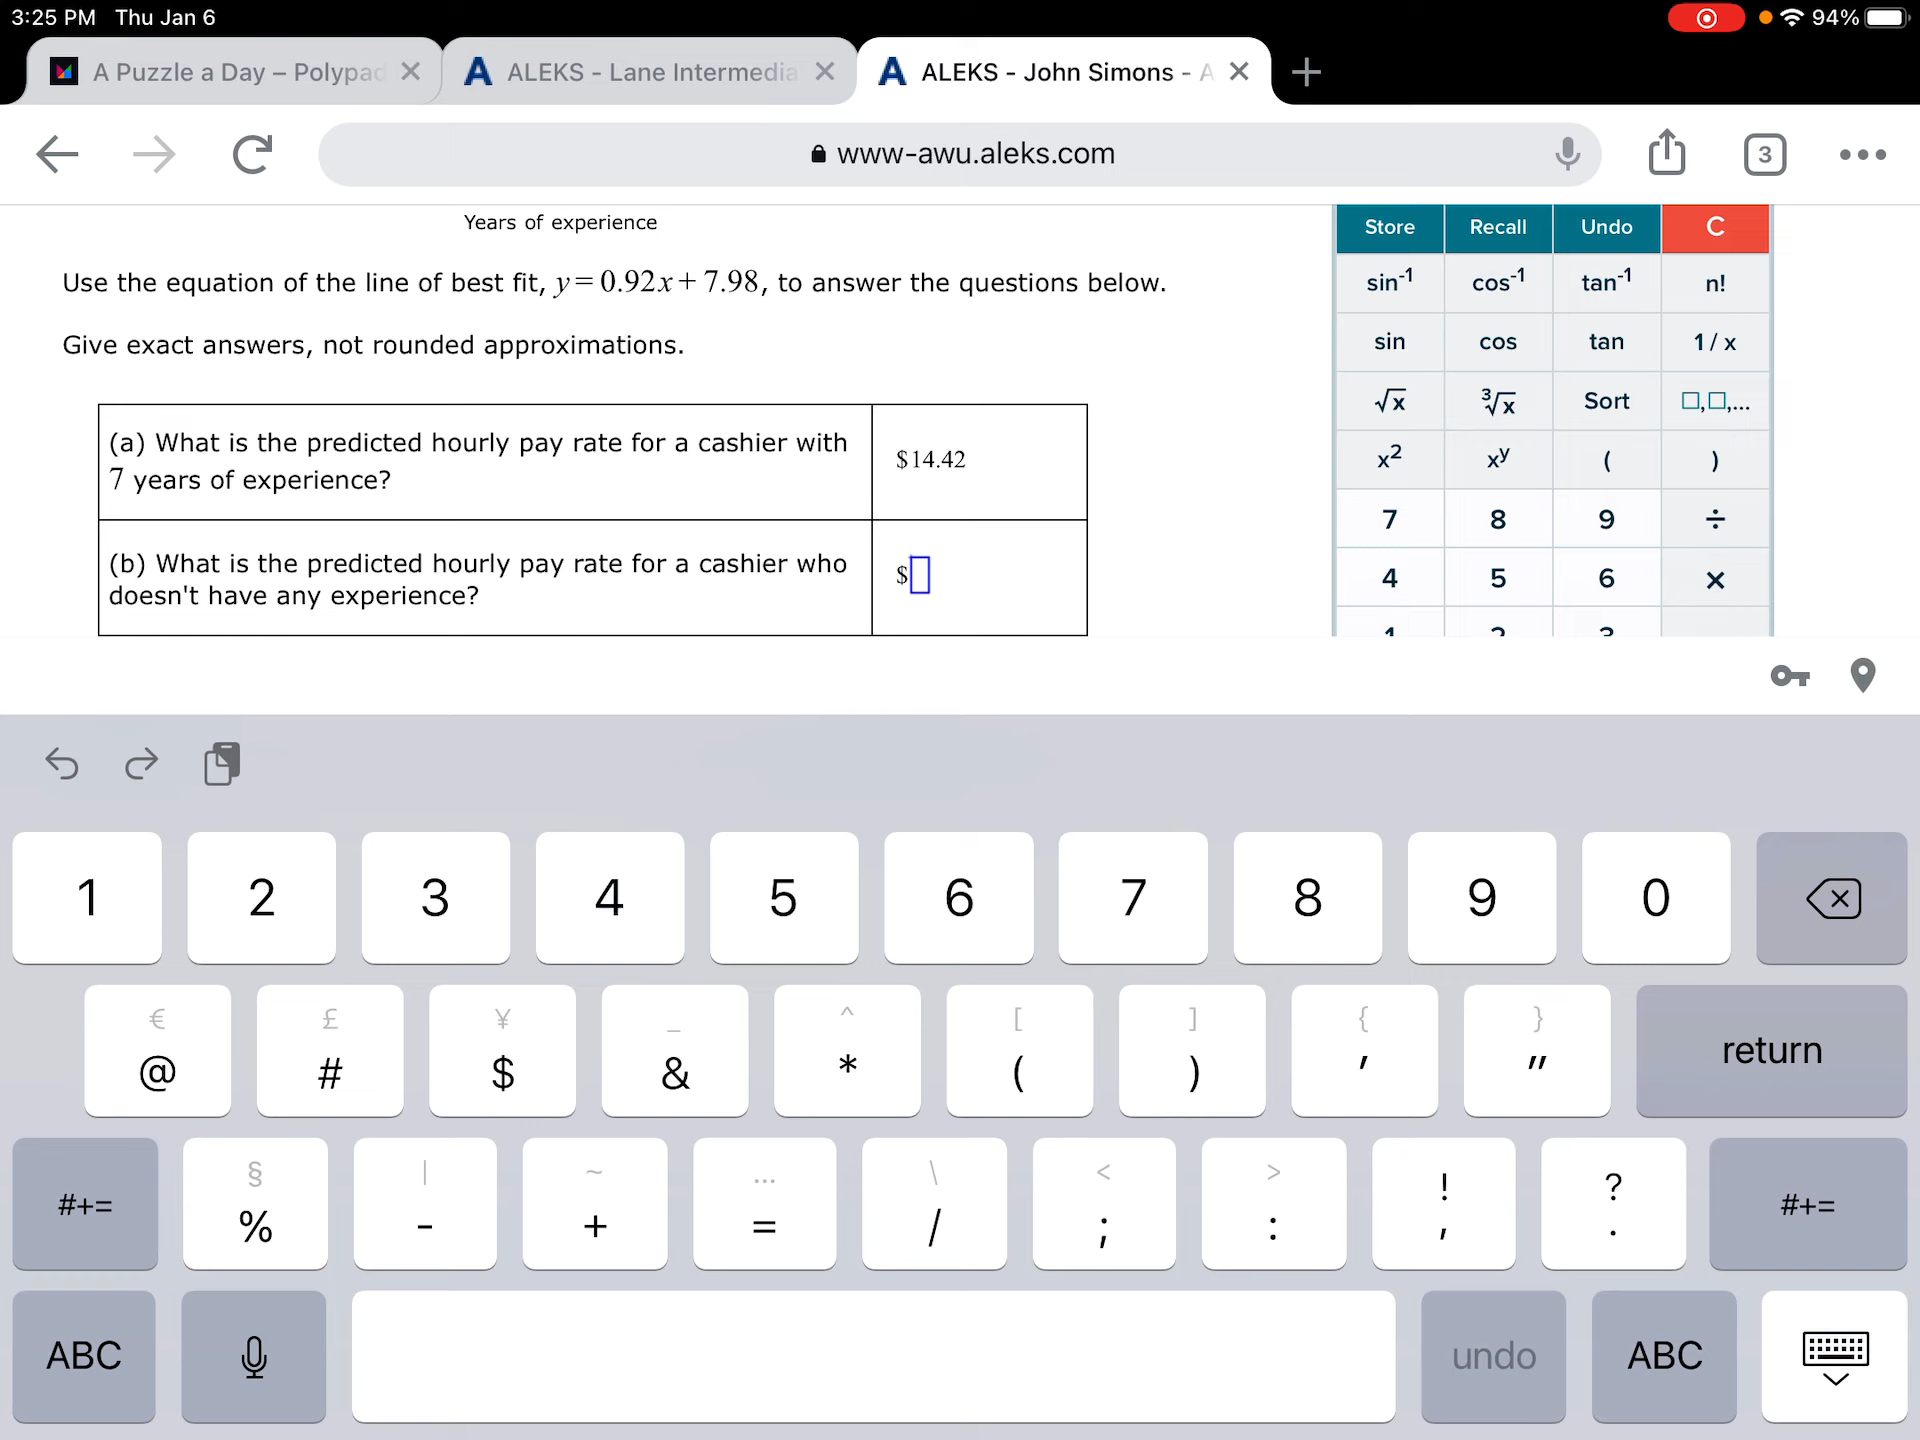 3:25 PM Thu Jan 6
94%
A Puzzle a Day – Polypad
ALEKS - Lane Intermedia
ALEKS - John Simons - A
www-awu.aleks.com
3
Years of experience
Use the equation of the line of best fit, y = 0.92x + 7.98, to answer the questions below.
Give exact answers, not rounded approximations.
(a) What is the predicted hourly pay rate for a cashier with
7 years of experience?
$14.42
(b) What is the predicted hourly pay rate for a cashier who
doesn't have any experience?
$
Store Recall Undo C
sin⁻¹ cos⁻¹ tan⁻¹ n!
sin cos tan 1/x
√x ³√x Sort □,□,...
x² xʸ ( )
7 8 9 ÷
4 5 6 ×
1 2 3
1 2 3 4 5 6 7 8 9 0
€ £ ¥ _ ^ [ ] { }
@ # $ & * ( ) ' " return
§ | ~ … \ < > ! ?
#+= % - + = / ; : , . #+=
ABC undo ABC